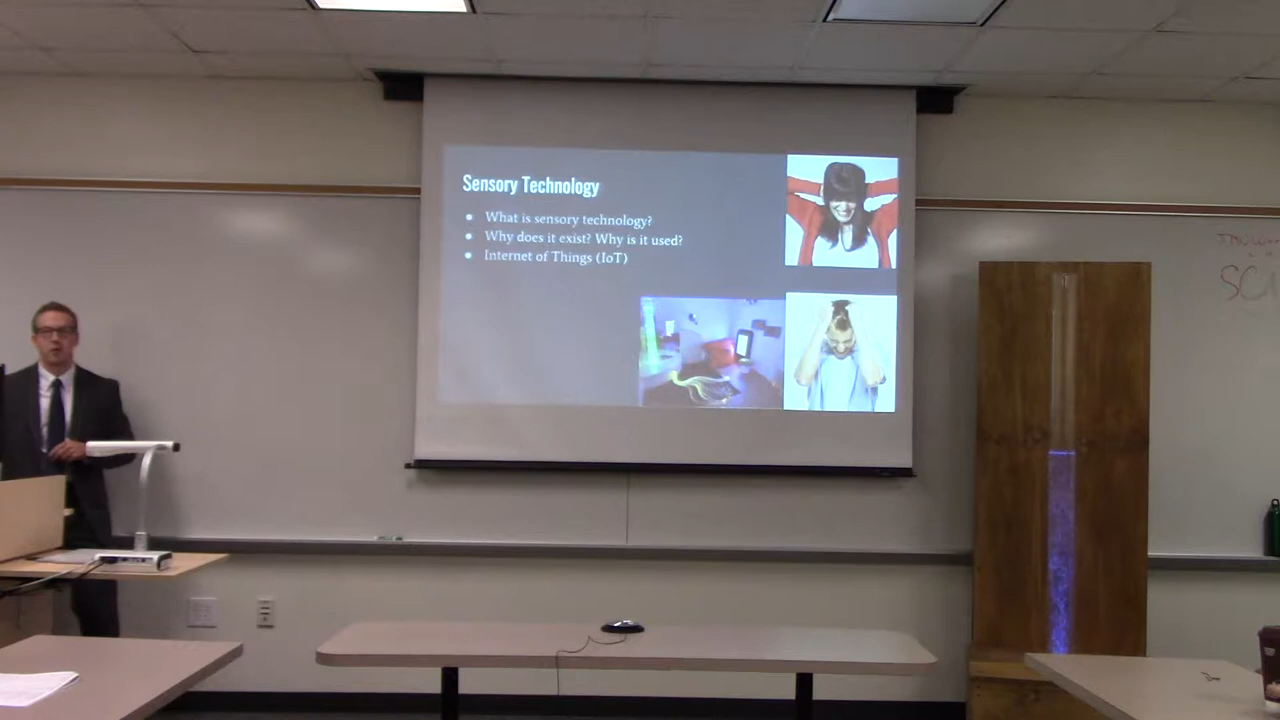 Sensory Technology
● What is sensory technology?
● Why does it exist? Why is it used?
● Internet of Things (IoT)